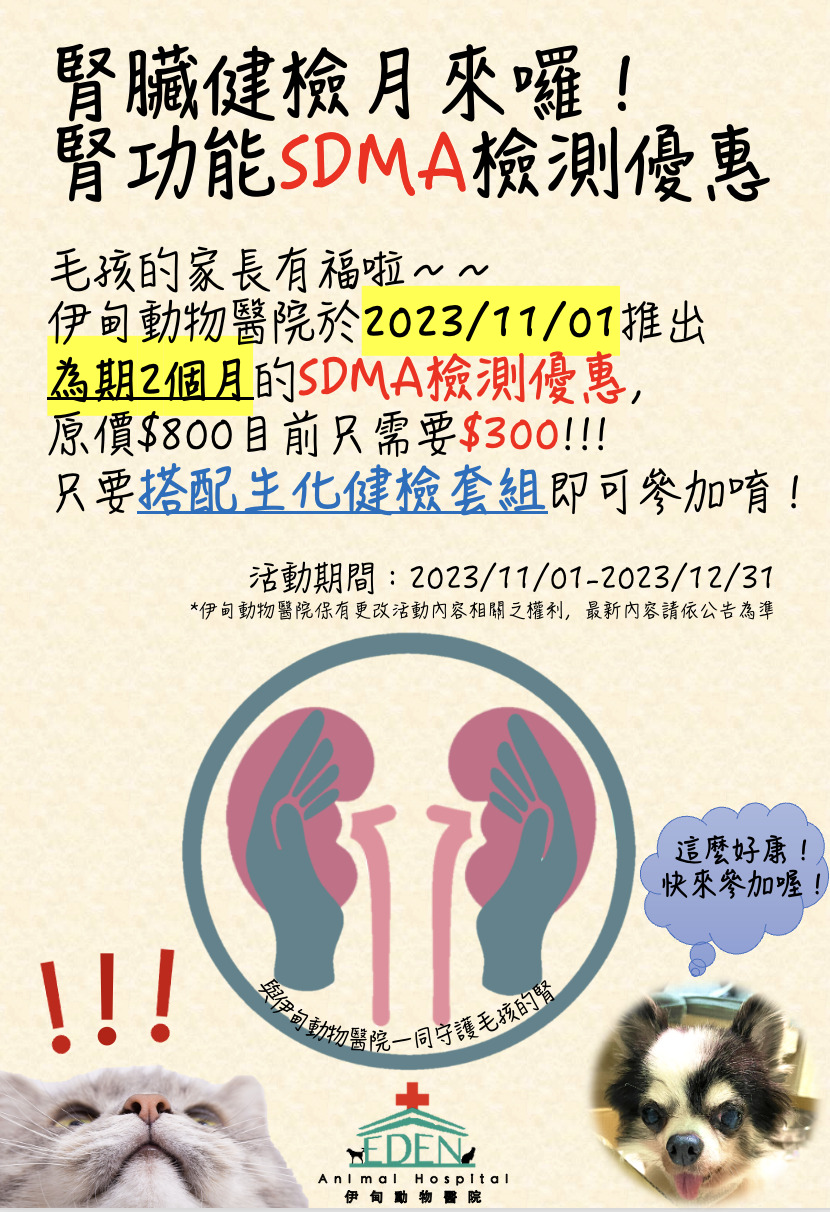 腎臟健檢月來囉！
腎功能SDMA檢測優惠
毛孩的家長有福啦～～
伊甸動物醫院於2023/11/01推出
為期2個月的SDMA檢測優惠，
原價$800目前只需要$300!!!
只要搭配生化健檢套組即可參加唷！
活動期間：2023/11/01-2023/12/31
*伊甸動物醫院保有更改活動內容相關之權利，最新內容請依公告為準
這麼好康！
快來參加喔！
!!!
與伊甸動物醫院一同守護毛孩的腎
EDEN
Animal Hospital
伊甸動物醫院